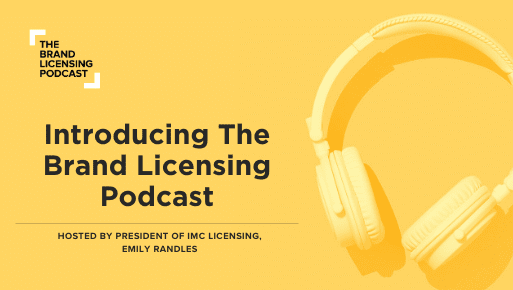 THE
BRAND
LICENSING
PODCAST
Introducing The
Brand Licensing
Podcast
HOSTED BY PRESIDENT OF IMC LICENSING,
EMILY RANDLES